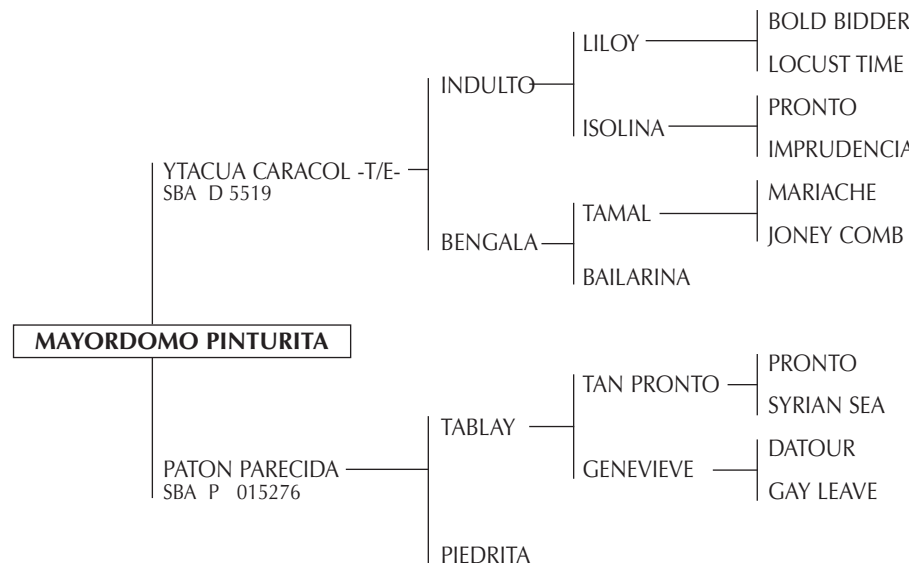 BOLD BIDDER
LILOY
LOCUST TIME
INDULTO
PRONTO
ISOLINA
IMPRUDENCIA
YTACUA CARACOL -T/E-
SBA D 5519
MARIACHE
TAMAL
JONEY COMB
BENGALA
BAILARINA
MAYORDOMO PINTURITA
PRONTO
TAN PRONTO
SYRIAN SEA
TABLAY
DATOUR
GENEVIEVE
GAY LEAVE
PATON PARECIDA
SBA P 015276
PIEDRITA